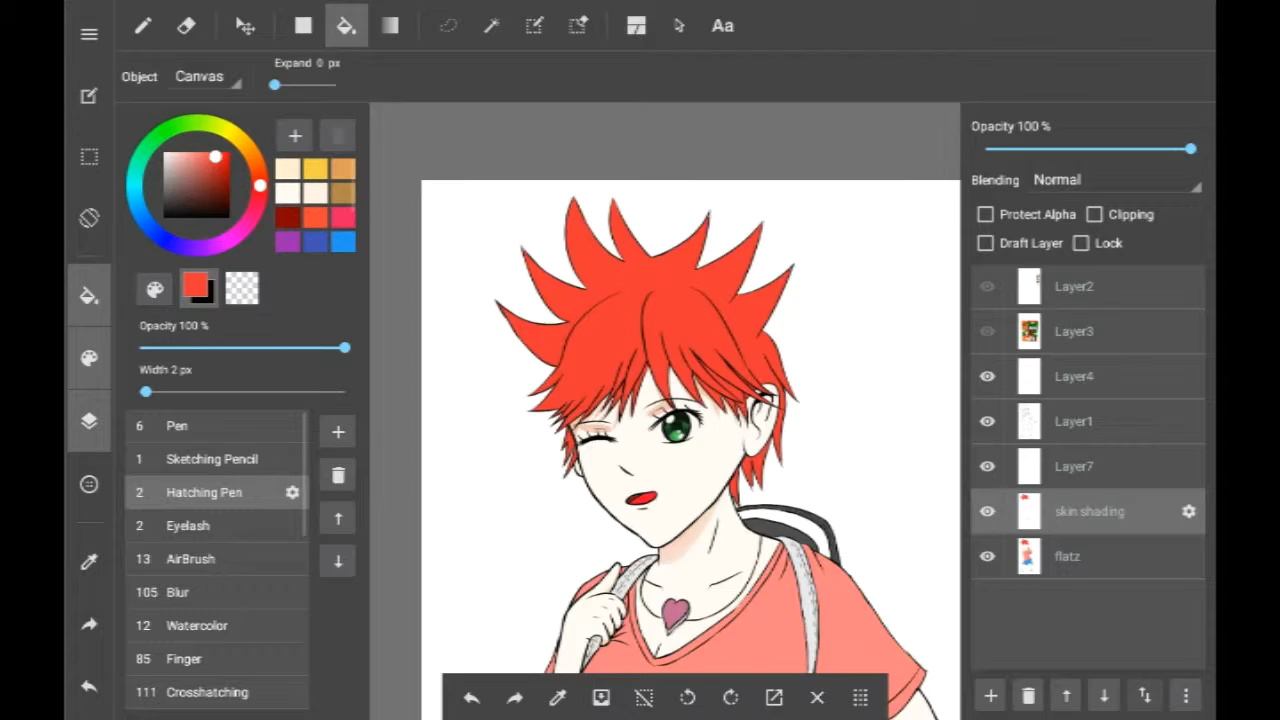 Aa
Expand 0 px
Object Canvas
Opacity 100 %
Blending Normal
Protect Alpha Clipping
Draft Layer Lock
Layer2
Layer3
Layer4
Layer1
Layer7
skin shading
flatz
Opacity 100 %
Width 2 px
6 Pen
1 Sketching Pencil
2 Hatching Pen
2 Eyelash
13 AirBrush
105 Blur
12 Watercolor
85 Finger
111 Crosshatching